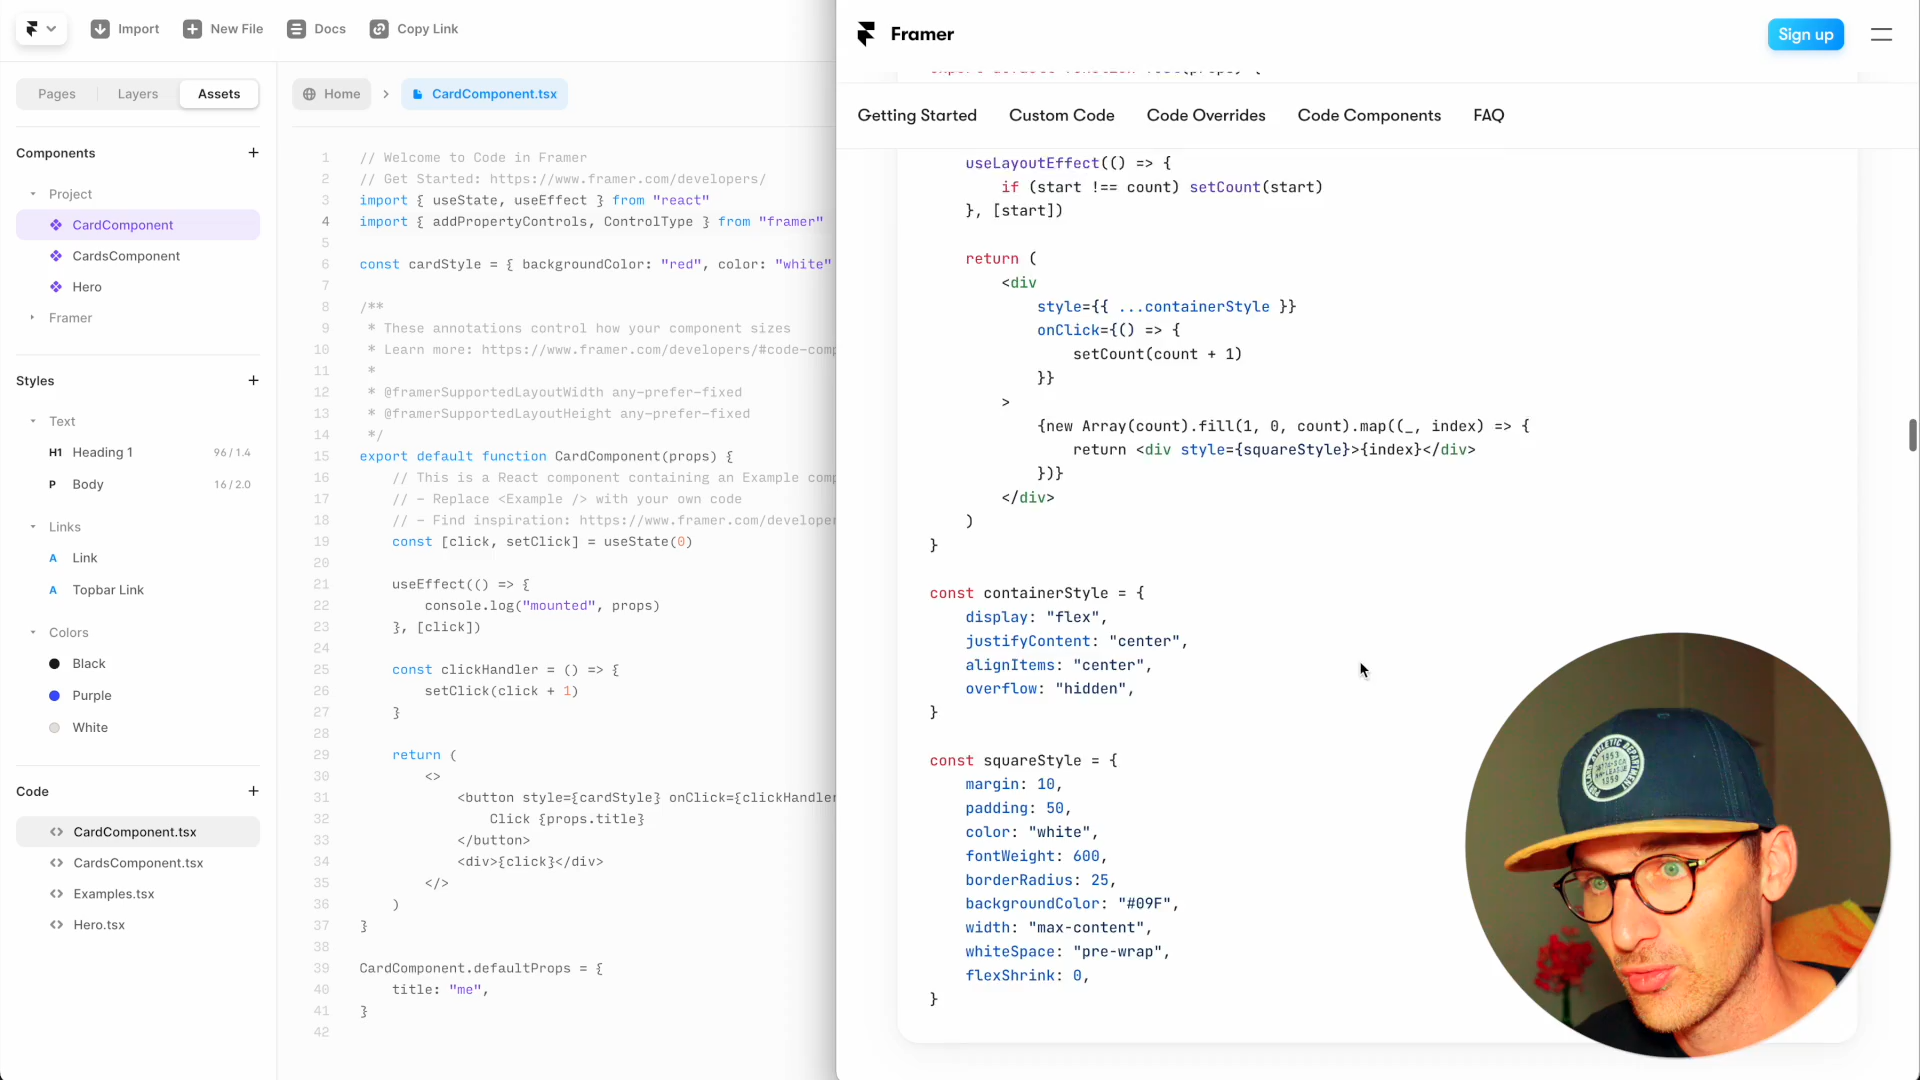 Import
New File
Docs
Copy Link
Pages
Layers
Assets
Components
Project
CardComponent
CardsComponent
Hero
Framer
Styles
Text
H1 Heading 1 96 / 1.4
P Body 16 / 2.0
Links
A Link
A Topbar Link
Colors
Black
Purple
White
Code
CardComponent.tsx
CardsComponent.tsx
Examples.tsx
Hero.tsx
Home
CardComponent.tsx
1 // Welcome to Code in Framer
2 // Get Started: https://www.framer.com/developers/
3 import { useState, useEffect } from "react"
4 import { addPropertyControls, ControlType } from "framer"
5
6 const cardStyle = { backgroundColor: "red", color: "white"
7
8 /**
9 * These annotations control how your component sizes
10 * Learn more: https://www.framer.com/developers/#code-comp
11 *
12 * @framerSupportedLayoutWidth any-prefer-fixed
13 * @framerSupportedLayoutHeight any-prefer-fixed
14 */
15 export default function CardComponent(props) {
16 // This is a React component containing an Example comp
17 // - Replace <Example /> with your own code
18 // - Find inspiration: https://www.framer.com/developer
19 const [click, setClick] = useState(0)
20
21 useEffect(() => {
22 console.log("mounted", props)
23 }, [click])
24
25 const clickHandler = () => {
26 setClick(click + 1)
27 }
28
29 return (
30 <>
31 <button style={cardStyle} onClick={clickHandler
32 Click {props.title}
33 </button>
34 <div>{click}</div>
35 </>
36 )
37 }
38
39 CardComponent.defaultProps = {
40 title: "me",
41 }
42
Framer
Sign up
Getting Started
Custom Code
Code Overrides
Code Components
FAQ
useLayoutEffect(() => {
if (start !== count) setCount(start)
}, [start])
return (
<div
style={{ ...containerStyle }}
onClick={() => {
setCount(count + 1)
}}
>
{new Array(count).fill(1, 0, count).map((_, index) => {
return <div style={squareStyle}>{index}</div>
})}
</div>
)
}
const containerStyle = {
display: "flex",
justifyContent: "center",
alignItems: "center",
overflow: "hidden",
}
const squareStyle = {
margin: 10,
padding: 50,
color: "white",
fontWeight: 600,
borderRadius: 25,
backgroundColor: "#09F",
width: "max-content",
whiteSpace: "pre-wrap",
flexShrink: 0,
}